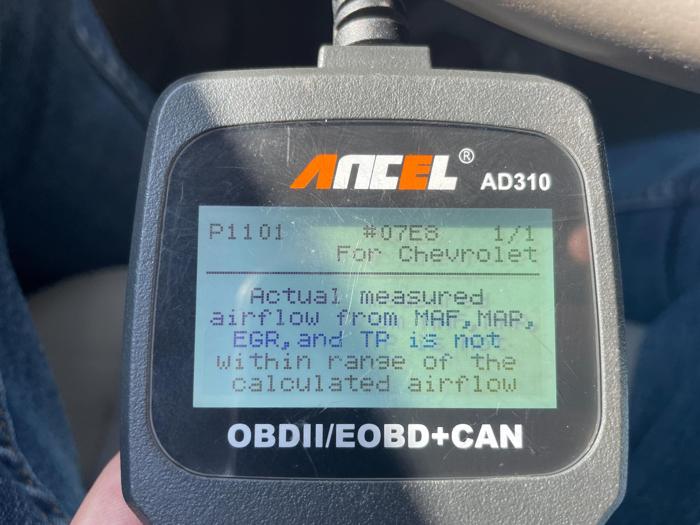 ANCEL® AD310
P1101 #07E8 1/1
For Chevrolet
Actual measured
airflow from MAF,MAP,
EGR,and TP is not
within range of the
calculated airflow
OBDII/EOBD+CAN